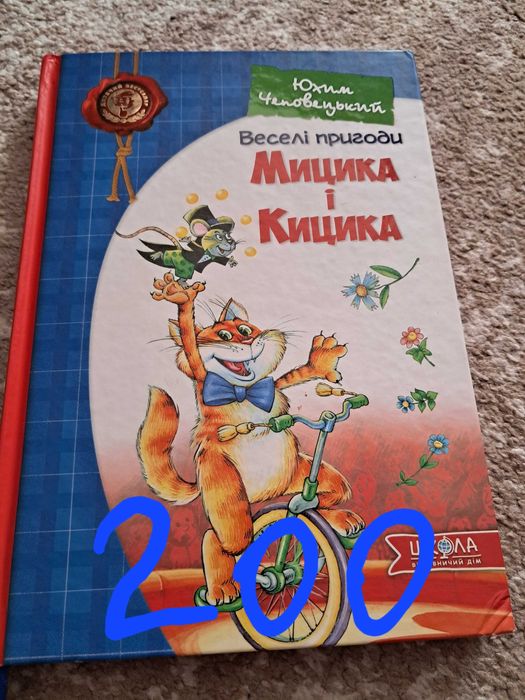 Юхим
Чеповецький
Веселі пригоди
Мицика
і
Кицика
200
ШКОЛА
ВИДАВНИЧИЙ ДІМ